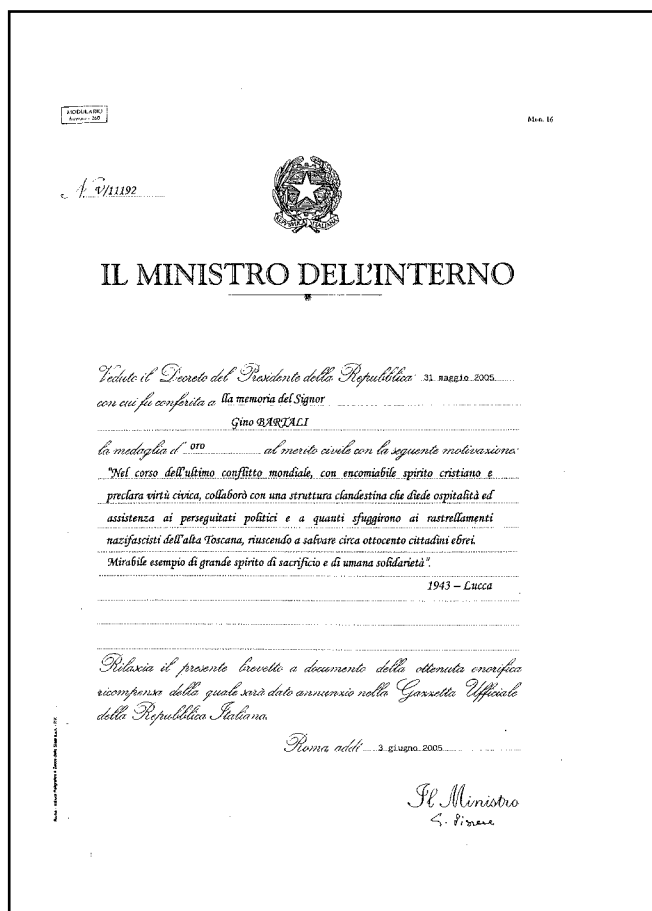 MODULARIO
Mod. 16
N. V/11192
REPVBBLICA ITALIANA
IL MINISTRO DELL'INTERNO
Veduto il Decreto del Presidente della Repubblica 31 maggio 2005
con cui fu conferita a lla memoria del Signor
Gino BARTALI
la medaglia d' oro al merito civile con la seguente motivazione:
"Nel corso dell'ultimo conflitto mondiale, con encomiabile spirito cristiano e
preclara virtù civica, collaborò con una struttura clandestina che diede ospitalità ed
assistenza ai perseguitati politici e a quanti sfuggirono ai rastrellamenti
nazifascisti dell'alta Toscana, riuscendo a salvare circa ottocento cittadini ebrei.
Mirabile esempio di grande spirito di sacrificio e di umana solidarietà".
1943 – Lucca
Rilascia il presente brevetto a documento della ottenuta onorifica
ricompensa della quale sarà dato annunzio nella Gazzetta Ufficiale
della Repubblica Italiana.
Roma, addì 3 giugno 2005
Il Ministro